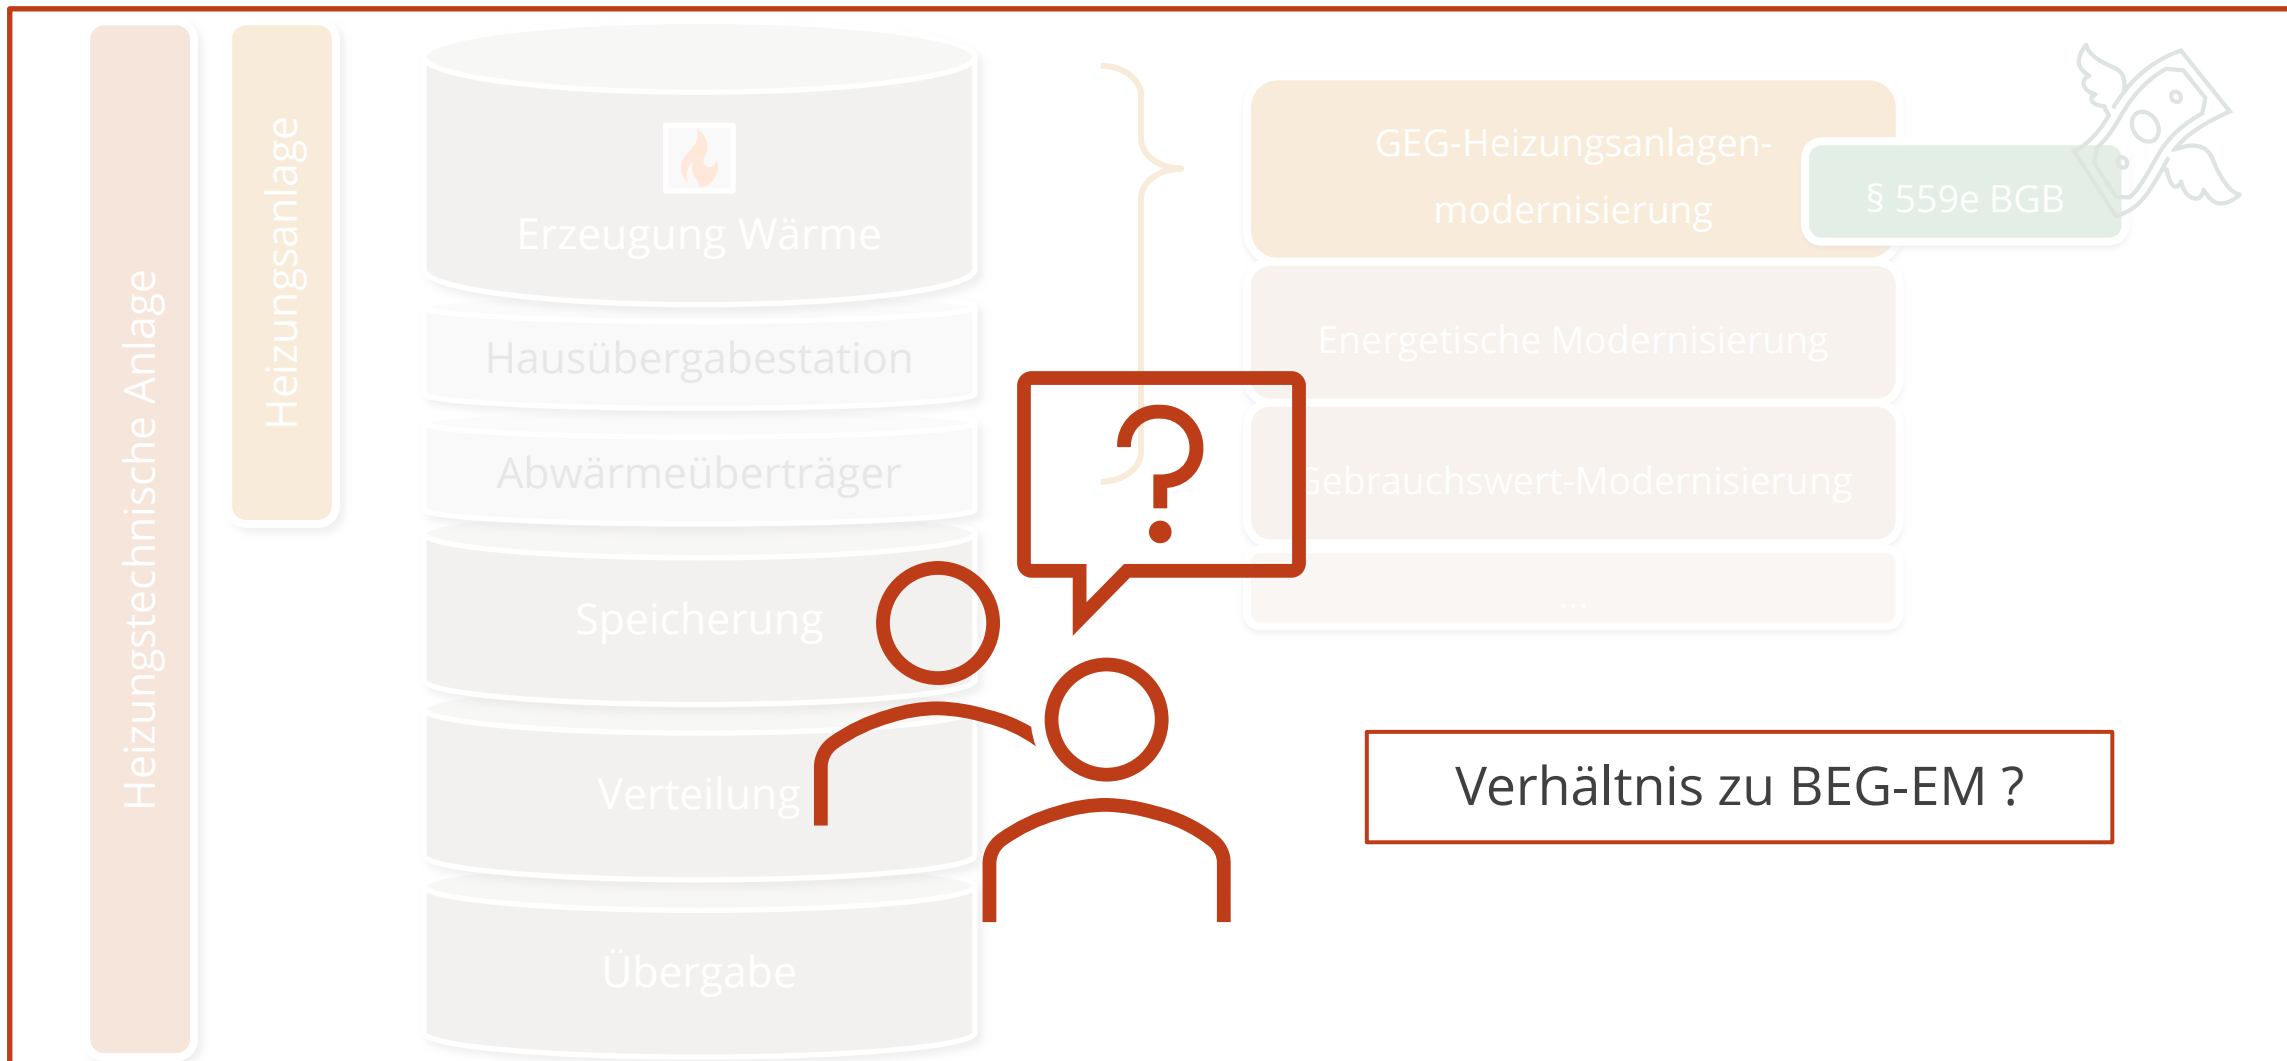 Heizungstechnische Anlage
Heizungsanlage
Erzeugung Wärme
Hausübergabestation
Abwärmeüberträger
Speicherung
Verteilung
Übergabe
GEG-Heizungsanlagen-
modernisierung
§ 559e BGB
Energetische Modernisierung
Gebrauchswert-Modernisierung
...
?
Verhältnis zu BEG-EM ?